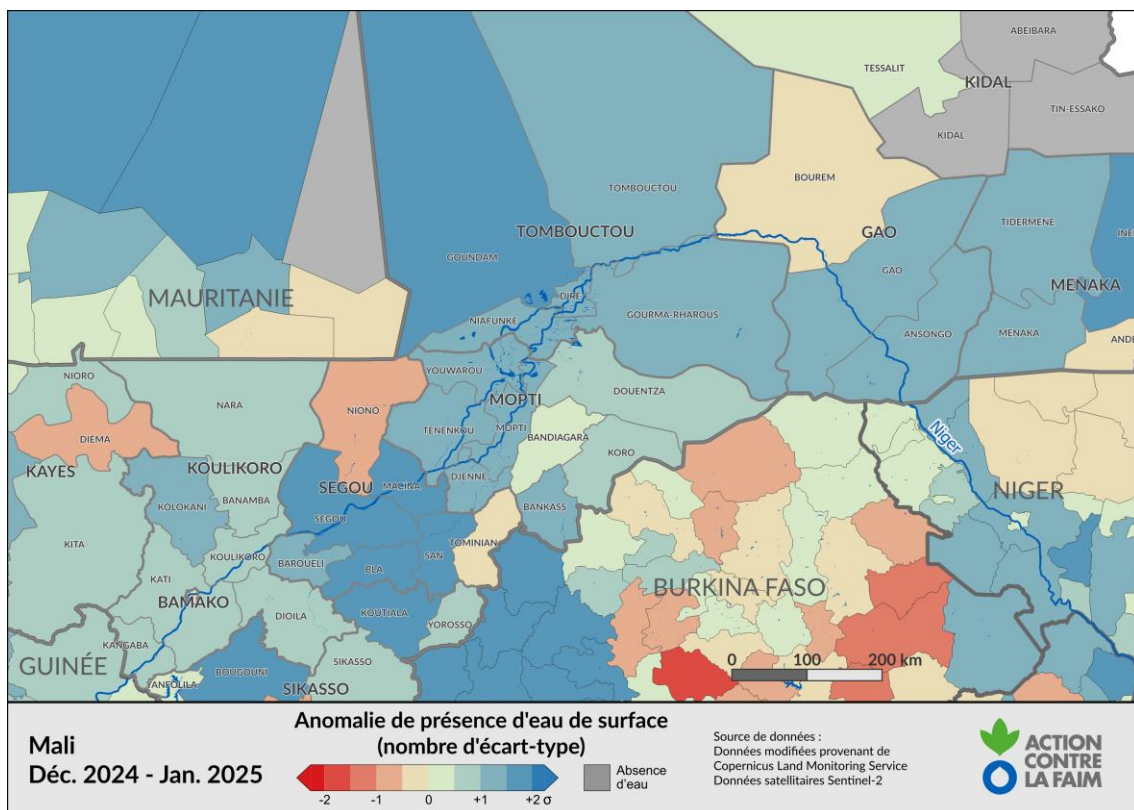 ABEIBARA
TESSALIT
KIDAL
TIN-ESSAKO
KIDAL
TOMBOUCTOU
BOUREM
TIDERMENE
TOMBOUCTOU
GAO
GOUNDAM
GAO
MENAKA
MAURITANIE
DIRE
NIAFUNKE
GOURMA-RHAROUS
ANSONGO
MENAKA
NIORO
YOUWAROU
NARA
NIONO
MOPTI
DOUENTZA
DIEMA
TENENKOU
MOPTI
BANDIAGARA
Niger
KAYES
KOULIKORO
KORO
SEGOU
MACINA
DJENNE
NIGER
BANAMBA
KOLOKANI
SEGOU
BANKASS
KITA
KOULIKORO
BAROUELI
SAN
TOMINIAN
KATI
BLA
BURKINA FASO
BAMAKO
KOUTIALA
DIOILA
YOROSSO
KANGABA
GUINÉE
SIKASSO
BOUGOUNI
YANFOLILA
SIKASSO
0 100 200 km
Mali
Déc. 2024 - Jan. 2025
Anomalie de présence d'eau de surface
(nombre d'écart-type)
-2 -1 0 +1 +2 σ
Absence
d'eau
Source de données :
Données modifiées provenant de
Copernicus Land Monitoring Service
Données satellitaires Sentinel-2
ACTION
CONTRE
LA FAIM